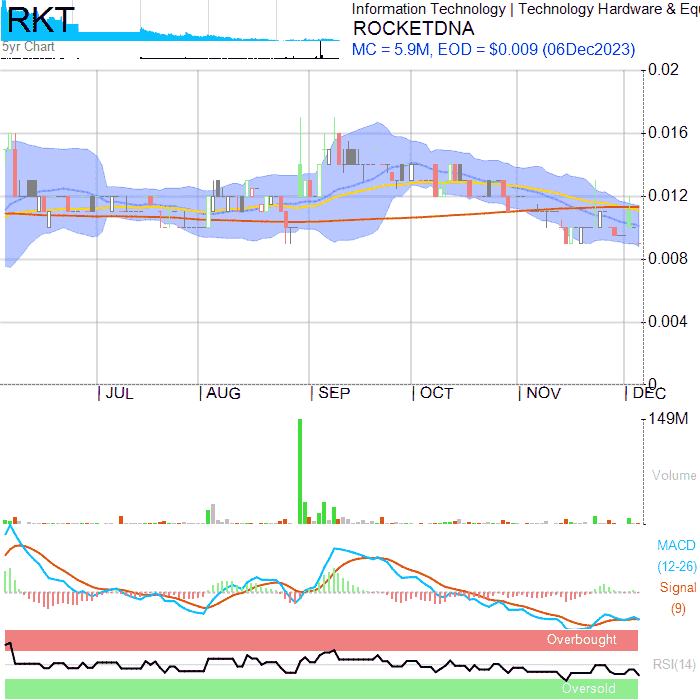 RKT
5yr Chart
Information Technology | Technology Hardware & Equ
ROCKETDNA
MC = 5.9M, EOD = $0.009 (06Dec2023)
0.02
0.016
0.012
0.008
0.004
0
JUL AUG SEP OCT NOV DEC
149M
Volume
MACD
(12-26)
Signal
(9)
Overbought
RSI(14)
Oversold